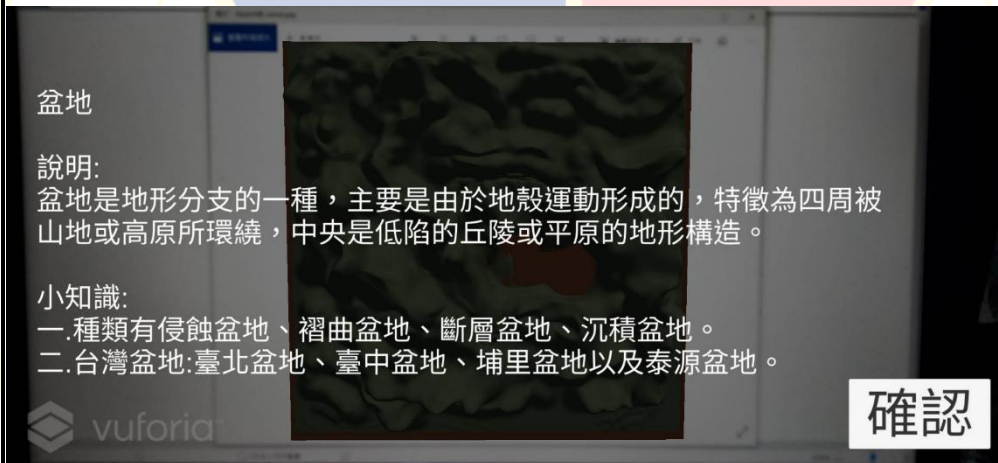 盆地
說明:
盆地是地形分支的一種，主要是由於地殼運動形成的，特徵為四周被
山地或高原所環繞，中央是低陷的丘陵或平原的地形構造。
小知識:
一.種類有侵蝕盆地、褶曲盆地、斷層盆地、沉積盆地。
二.台灣盆地:臺北盆地、臺中盆地、埔里盆地以及泰源盆地。
確認
vuforia